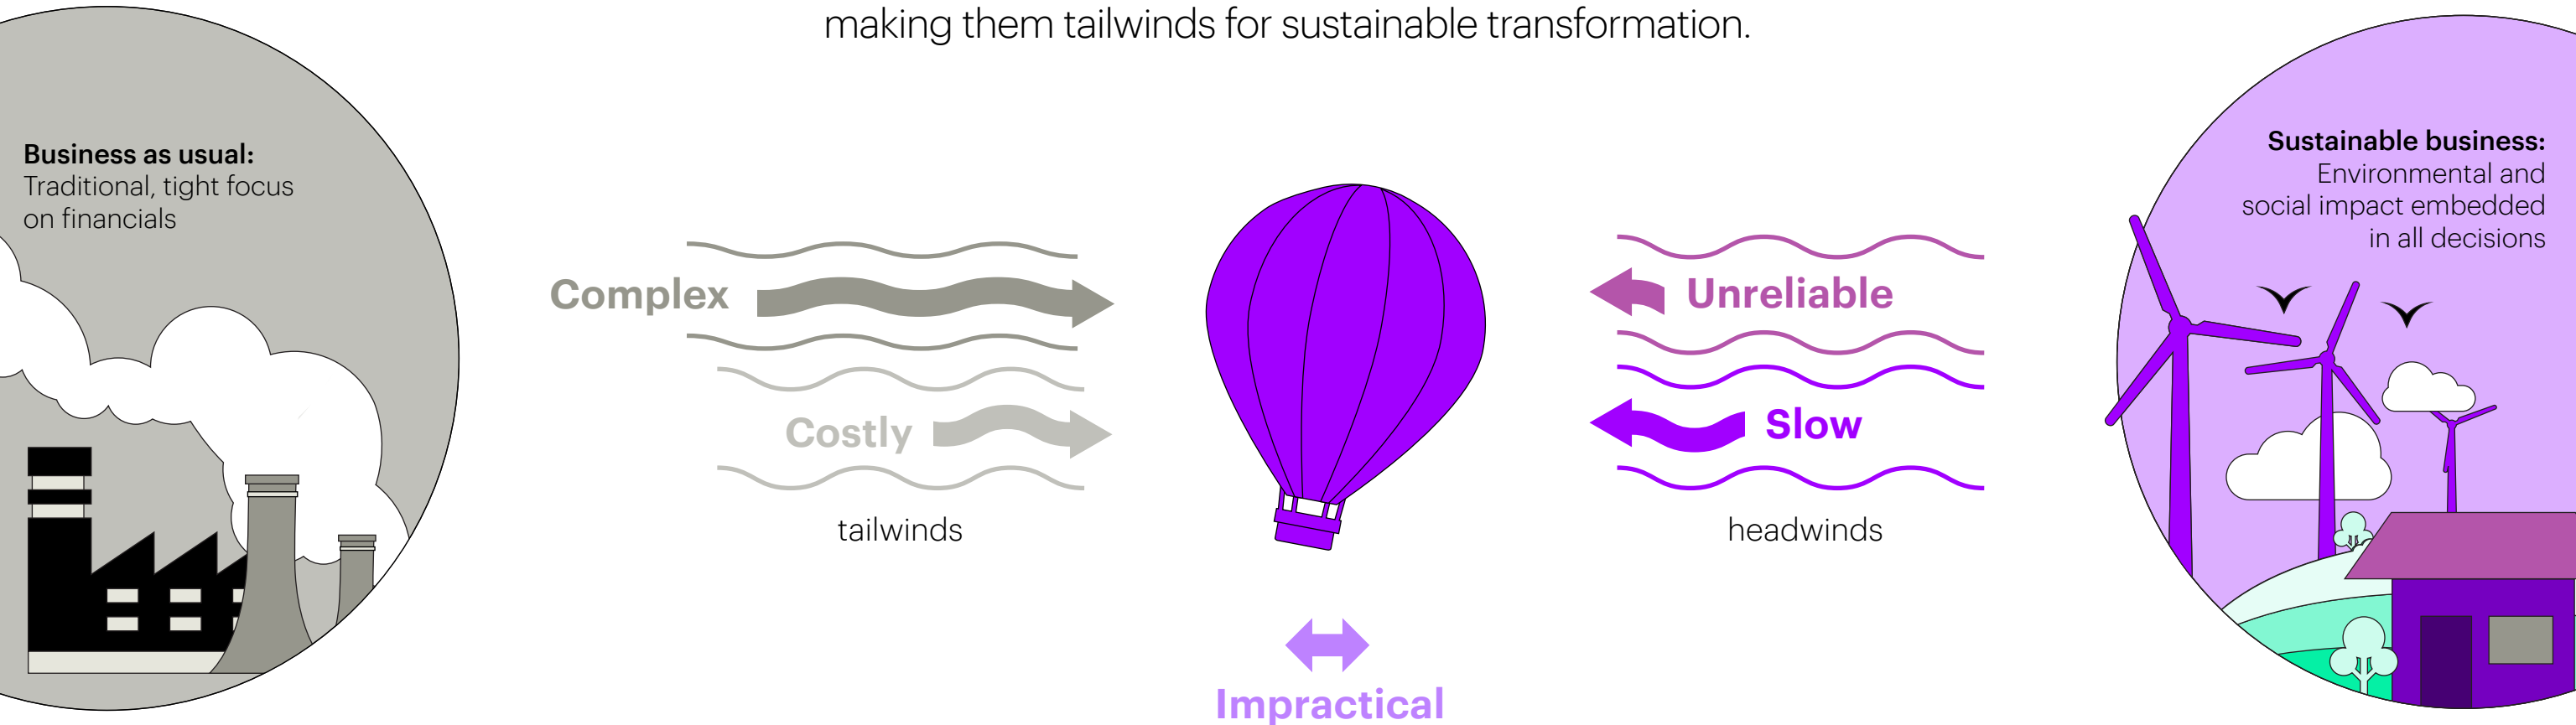 making them tailwinds for sustainable transformation.
Business as usual:
Traditional, tight focus
on financials
Complex
Costly
tailwinds
Unreliable
Slow
headwinds
Impractical
Sustainable business:
Environmental and
social impact embedded
in all decisions